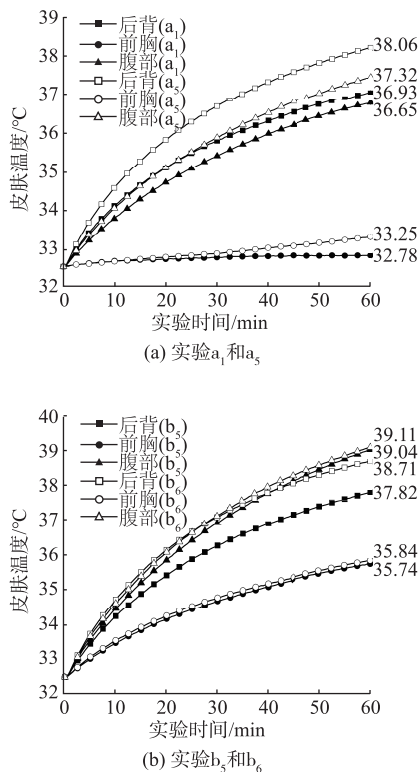 39
38
37
36
35
34
33
32
皮肤温度/℃
后背(a₁)
前胸(a₁)
腹部(a₁)
后背(a₅)
前胸(a₅)
腹部(a₅)
38.06
37.32
36.93
36.65
33.25
32.78
0 10 20 30 40 50 60
实验时间/min
(a) 实验a₁和a₅
40
39
38
37
36
35
34
33
32
皮肤温度/℃
后背(b₅)
前胸(b₅)
腹部(b₅)
后背(b₆)
前胸(b₆)
腹部(b₆)
39.11
39.04
38.71
37.82
35.84
35.74
0 10 20 30 40 50 60
实验时间/min
(b) 实验b₅和b₆